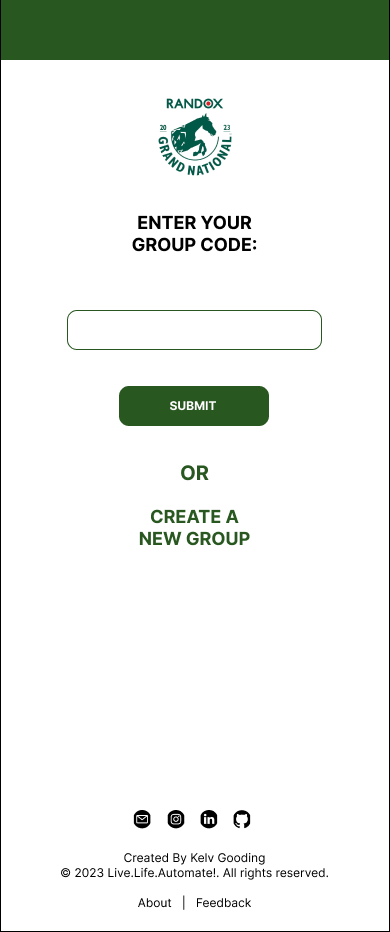 RANDOX
20 23
GRAND NATIONAL
ENTER YOUR
GROUP CODE:
SUBMIT
OR
CREATE A
NEW GROUP
in
Created By Kelv Gooding
© 2023 Live.Life.Automate!. All rights reserved.
About | Feedback